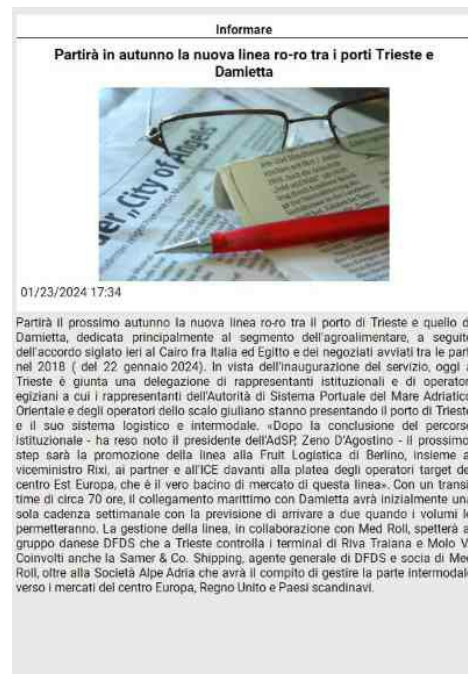 Informare
Partirà in autunno la nuova linea ro-ro tra i porti Trieste e
Damietta
der „City of Angels
01/23/2024 17:34
Partirà il prossimo autunno la nuova linea ro-ro tra il porto di Trieste e quello d
Damietta, dedicata principalmente al segmento dell'agroalimentare, a seguito
dell'accordo siglato ieri al Cairo fra Italia ed Egitto e dei negoziati avviati tra le part
nel 2018 ( del 22 gennaio 2024). In vista dell'inaugurazione del servizio, oggi
Trieste è giunta una delegazione di rappresentanti istituzionali e di operator
egiziani a cui i rappresentanti dell'Autorità di Sistema Portuale del Mare Adriatico
Orientale e degli operatori dello scalo giuliano stanno presentando il porto di Trieste
e il suo sistema logistico e intermodale. «Dopo la conclusione del percorso
istituzionale - ha reso noto il presidente dell'AdSP, Zeno D'Agostino - il prossimo
step sarà la promozione della linea alla Fruit Logistica di Berlino, insieme a
viceministro Rixi, ai partner e all'ICE davanti alla platea degli operatori target de
centro Est Europa, che è il vero bacino di mercato di questa linea». Con un transi
time di circa 70 ore, il collegamento marittimo con Damietta avrà inizialmente una
sola cadenza settimanale con la previsione di arrivare a due quando i volumi lo
permetteranno. La gestione della linea, in collaborazione con Med Roll, spetterà a
gruppo danese DFDS che a Trieste controlla i terminal di Riva Traiana e Molo V
Coinvolti anche la Samer & Co. Shipping, agente generale di DFDS e socia di Med
Roll, oltre alla Società Alpe Adria che avrà il compito di gestire la parte intermodale
verso i mercati del centro Europa, Regno Unito e Paesi scandinavi.